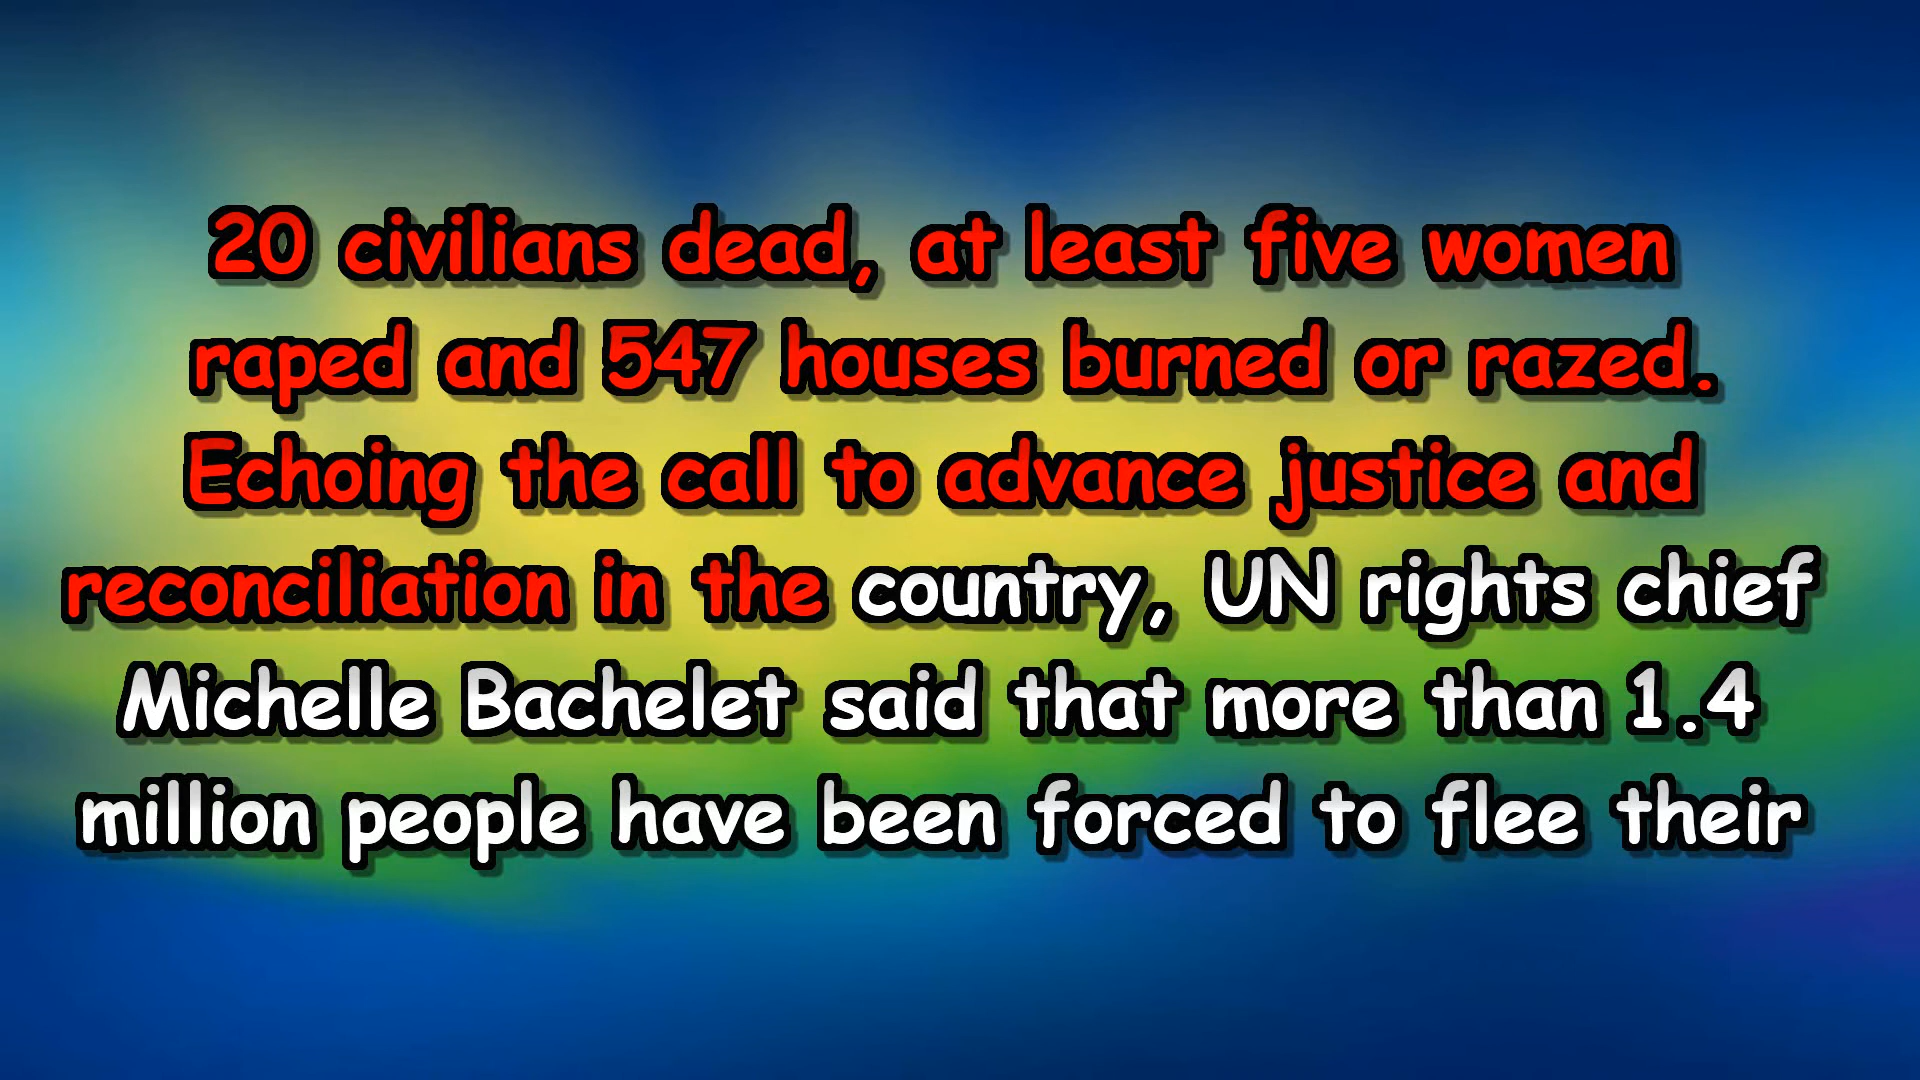 20 civilians dead, at least five women
raped and 547 houses burned or razed.
Echoing the call to advance justice and
reconciliation in the country, UN rights chief
Michelle Bachelet said that more than 1.4
million people have been forced to flee their